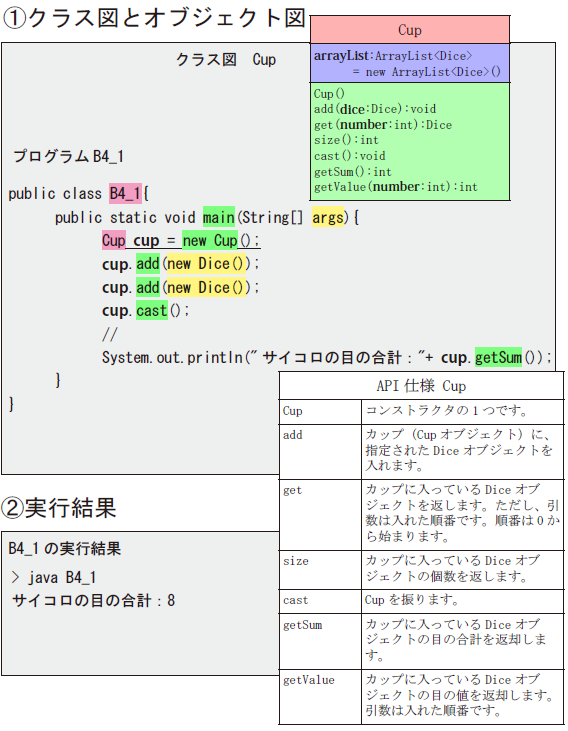 ①クラス図とオブジェクト図
クラス図　Cup
Cup
arrayList:ArrayList<Dice>
= new ArrayList<Dice>()
Cup()
add(dice:Dice):void
get(number:int):Dice
size():int
cast():void
getSum():int
getValue(number:int):int
プログラム B4_1
public class B4_1{
public static void main(String[] args){
Cup cup = new Cup();
cup.add(new Dice());
cup.add(new Dice());
cup.cast();
//
System.out.println("サイコロの目の合計："+ cup.getSum());
}
}
API 仕様 Cup
Cup	コンストラクタの 1 つです。
add	カップ（Cup オブジェクト）に、
指定された Dice オブジェクトを
入れます。
get	カップに入っている Dice オブ
ジェクトを返します。ただし、引
数は入れた順番です。順番は 0 か
ら始まります。
size	カップに入っている Dice オブ
ジェクトの個数を返します。
cast	Cup を振ります。
getSum	カップに入っている Dice オブ
ジェクトの目の合計を返却しま
す。
getValue	カップに入っている Dice オブ
ジェクトの目の値を返却します。
引数は入れた順番です。
②実行結果
B4_1 の実行結果
> java B4_1
サイコロの目の合計：8